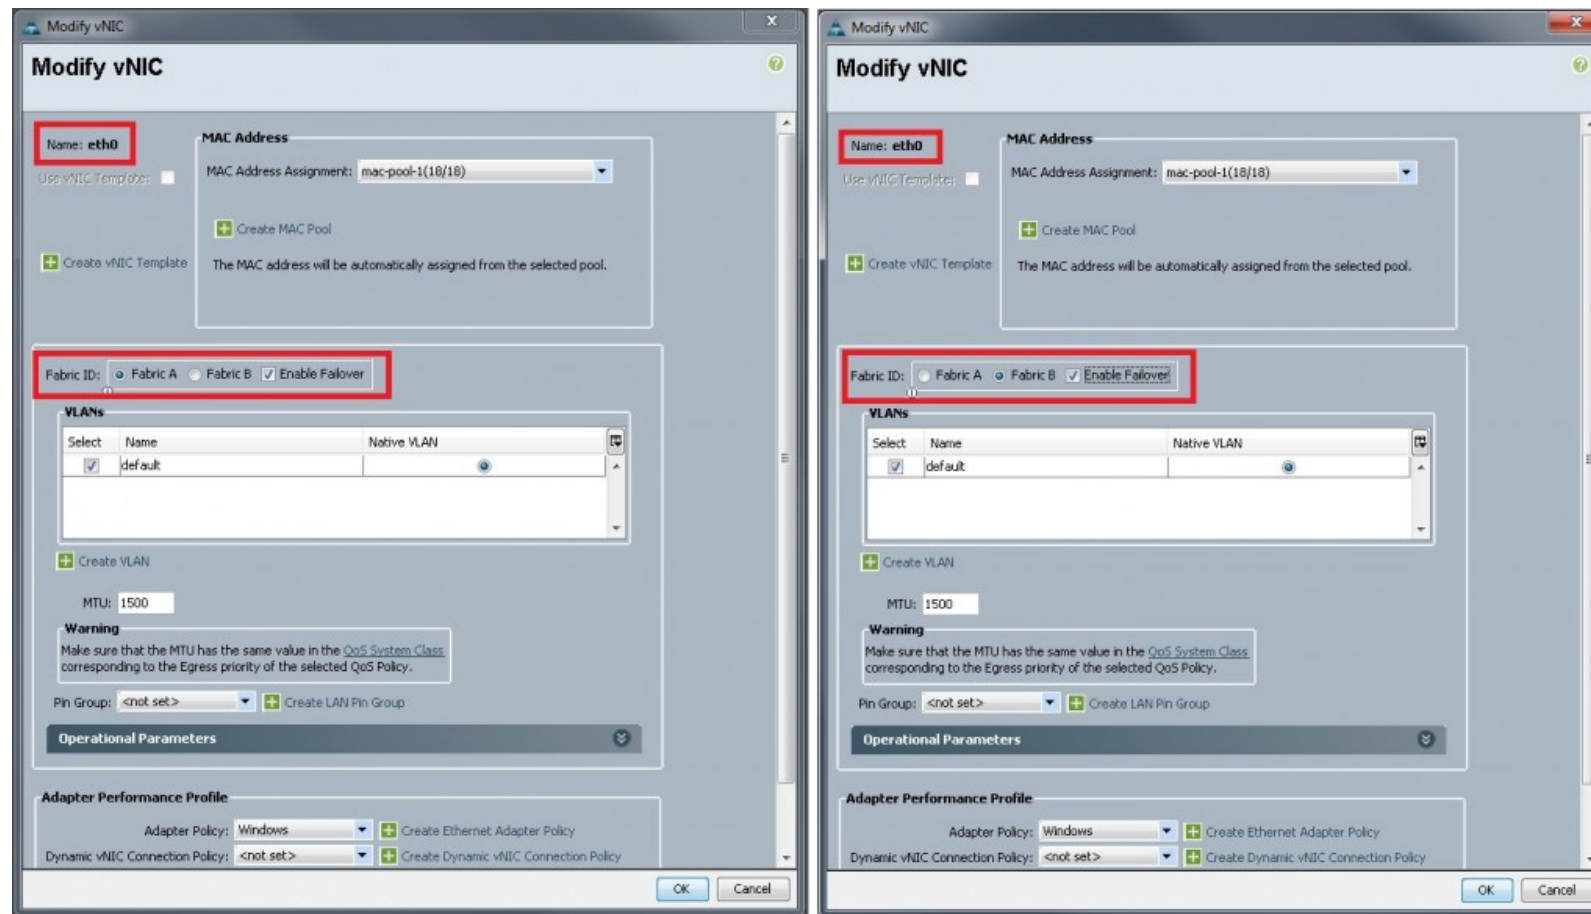 Modify vNIC
Modify vNIC
Name: eth0
Use vNIC Template:
Create vNIC Template
MAC Address
MAC Address Assignment: mac-pool-1(18/18)
Create MAC Pool
The MAC address will be automatically assigned from the selected pool.
Fabric ID: Fabric A Fabric B Enable Failover
VLANs
Select Name Native VLAN
default
Create VLAN
MTU: 1500
Warning
Make sure that the MTU has the same value in the QoS System Class
corresponding to the Egress priority of the selected QoS Policy.
Pin Group: <not set> Create LAN Pin Group
Operational Parameters
Adapter Performance Profile
Adapter Policy: Windows Create Ethernet Adapter Policy
Dynamic vNIC Connection Policy: <not set> Create Dynamic vNIC Connection Policy
OK Cancel
Modify vNIC
Modify vNIC
Name: eth0
Use vNIC Template:
Create vNIC Template
MAC Address
MAC Address Assignment: mac-pool-1(18/18)
Create MAC Pool
The MAC address will be automatically assigned from the selected pool.
Fabric ID: Fabric A Fabric B Enable Failover
VLANs
Select Name Native VLAN
default
Create VLAN
MTU: 1500
Warning
Make sure that the MTU has the same value in the QoS System Class
corresponding to the Egress priority of the selected QoS Policy.
Pin Group: <not set> Create LAN Pin Group
Operational Parameters
Adapter Performance Profile
Adapter Policy: Windows Create Ethernet Adapter Policy
Dynamic vNIC Connection Policy: <not set> Create Dynamic vNIC Connection Policy
OK Cancel